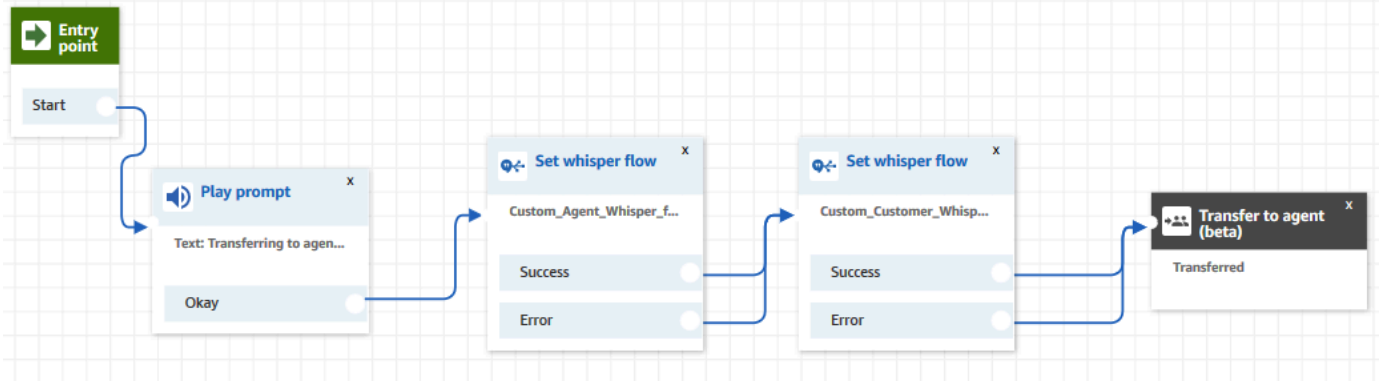 Entry
point
Start
x
Play prompt
Text: Transferring to agen...
Okay
x
Set whisper flow
Custom_Agent_Whisper_f...
Success
Error
x
Set whisper flow
Custom_Customer_Whisp...
Success
Error
x
Transfer to agent
(beta)
Transferred